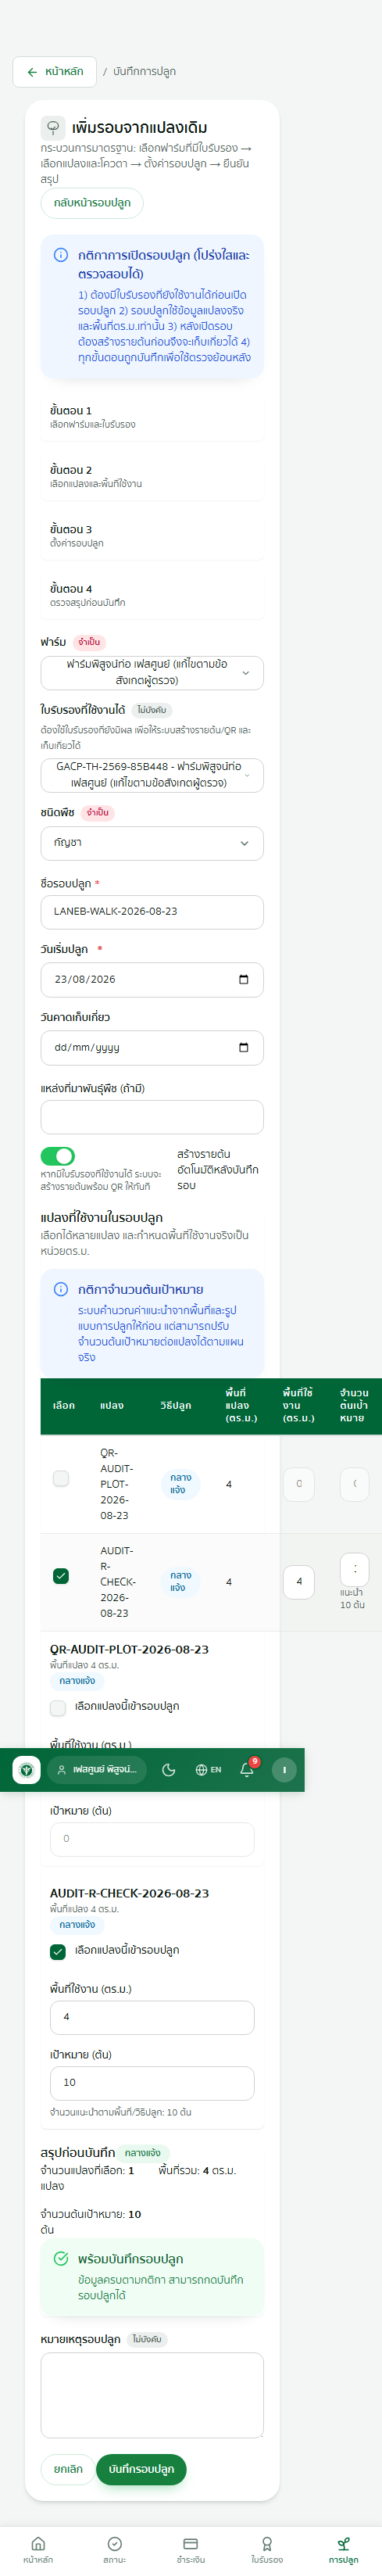 หน้าหลัก / บันทึกการปลูก
เพิ่มรอบจากแปลงเดิม
กระบวนการมาตรฐาน: เลือกฟาร์มที่มีใบรับรอง →
เลือกแปลงและโควตา → ตั้งค่ารอบปลูก → ยืนยัน
สรุป
กลับหน้ารอบปลูก
กติกาการเปิดรอบปลูก (โปร่งใสและ
ตรวจสอบได้)
1) ต้องมีใบรับรองที่ยังใช้งานได้ก่อนเปิด
รอบปลูก 2) รอบปลูกใช้ข้อมูลแปลงจริง
และพื้นที่ตร.ม.เท่านั้น 3) หลังเปิดรอบ
ต้องสร้างรายต้นก่อนจึงจะเก็บเกี่ยวได้ 4)
ทุกขั้นตอนถูกบันทึกเพื่อใช้ตรวจย้อนหลัง
ขั้นตอน 1
เลือกฟาร์มและใบรับรอง
ขั้นตอน 2
เลือกแปลงและพื้นที่ใช้งาน
ขั้นตอน 3
ตั้งค่ารอบปลูก
ขั้นตอน 4
ตรวจสรุปก่อนบันทึก
ฟาร์ม จำเป็น
ฟาร์มพิสูจน์ท่อ เฟสศูนย์ (แก้ไขตามข้อ
สังเกตผู้ตรวจ)
ใบรับรองที่ใช้งานได้ ไม่บังคับ
ต้องใช้ใบรับรองที่ยังมีผล เพื่อให้ระบบสร้างรายต้น/QR และ
เก็บเกี่ยวได้
GACP-TH-2569-85B448 - ฟาร์มพิสูจน์ท่อ
เฟสศูนย์ (แก้ไขตามข้อสังเกตผู้ตรวจ)
ชนิดพืช จำเป็น
กัญชา
ชื่อรอบปลูก *
LANEB-WALK-2026-08-23
วันเริ่มปลูก *
23/08/2026
วันคาดเก็บเกี่ยว
dd/mm/yyyy
แหล่งที่มาพันธุ์พืช (ถ้ามี)
สร้างรายต้น
อัตโนมัติหลังบันทึก
รอบ
หากมีใบรับรองที่ใช้งานได้ ระบบจะ
สร้างรายต้นพร้อม QR ให้ทันที
แปลงที่ใช้งานในรอบปลูก
เลือกได้หลายแปลง และกำหนดพื้นที่ใช้งานจริงเป็น
หน่วยตร.ม.
กติกาจำนวนต้นเป้าหมาย
ระบบคำนวณค่าแนะนำจากพื้นที่และรูป
แบบการปลูกให้ก่อน แต่สามารถปรับ
จำนวนต้นเป้าหมายต่อแปลงได้ตามแผน
จริง
เลือก แปลง วิธีปลูก พื้นที่แปลง (ตร.ม.) พื้นที่ใช้งาน (ตร.ม.) จำนวนต้นเป้าหมาย
QR-
AUDIT-
PLOT-
2026-
08-23
กลางแจ้ง 4 0
AUDIT-
R-
CHECK-
2026-
08-23
กลางแจ้ง 4 4
แนะนำ
10 ต้น
QR-AUDIT-PLOT-2026-08-23
พื้นที่แปลง 4 ตร.ม.
กลางแจ้ง
เลือกแปลงนี้เข้ารอบปลูก
พื้นที่ใช้งาน (ตร.ม.)
เฟสศูนย์ พิสูจน์... EN 9 I
เป้าหมาย (ต้น)
0
AUDIT-R-CHECK-2026-08-23
พื้นที่แปลง 4 ตร.ม.
กลางแจ้ง
เลือกแปลงนี้เข้ารอบปลูก
พื้นที่ใช้งาน (ตร.ม.)
4
เป้าหมาย (ต้น)
10
จำนวนแนะนำตามพื้นที่/วิธีปลูก: 10 ต้น
สรุปก่อนบันทึก กลางแจ้ง
จำนวนแปลงที่เลือก: 1
แปลง
พื้นที่รวม: 4 ตร.ม.
จำนวนต้นเป้าหมาย: 10
ต้น
พร้อมบันทึกรอบปลูก
ข้อมูลครบตามกติกา สามารถกดบันทึก
รอบปลูกได้
หมายเหตุรอบปลูก ไม่บังคับ
ยกเลิก บันทึกรอบปลูก
หน้าหลัก สถานะ ชำระเงิน ใบรับรอง การปลูก